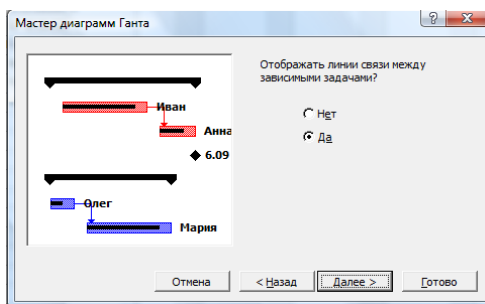 Мастер диаграмм Ганта
Отображать линии связи между
зависимыми задачами?
Нет
Да
Иван
Анна
6.09
Олег
Мария
Отмена
< Назад
Далее >
Готово